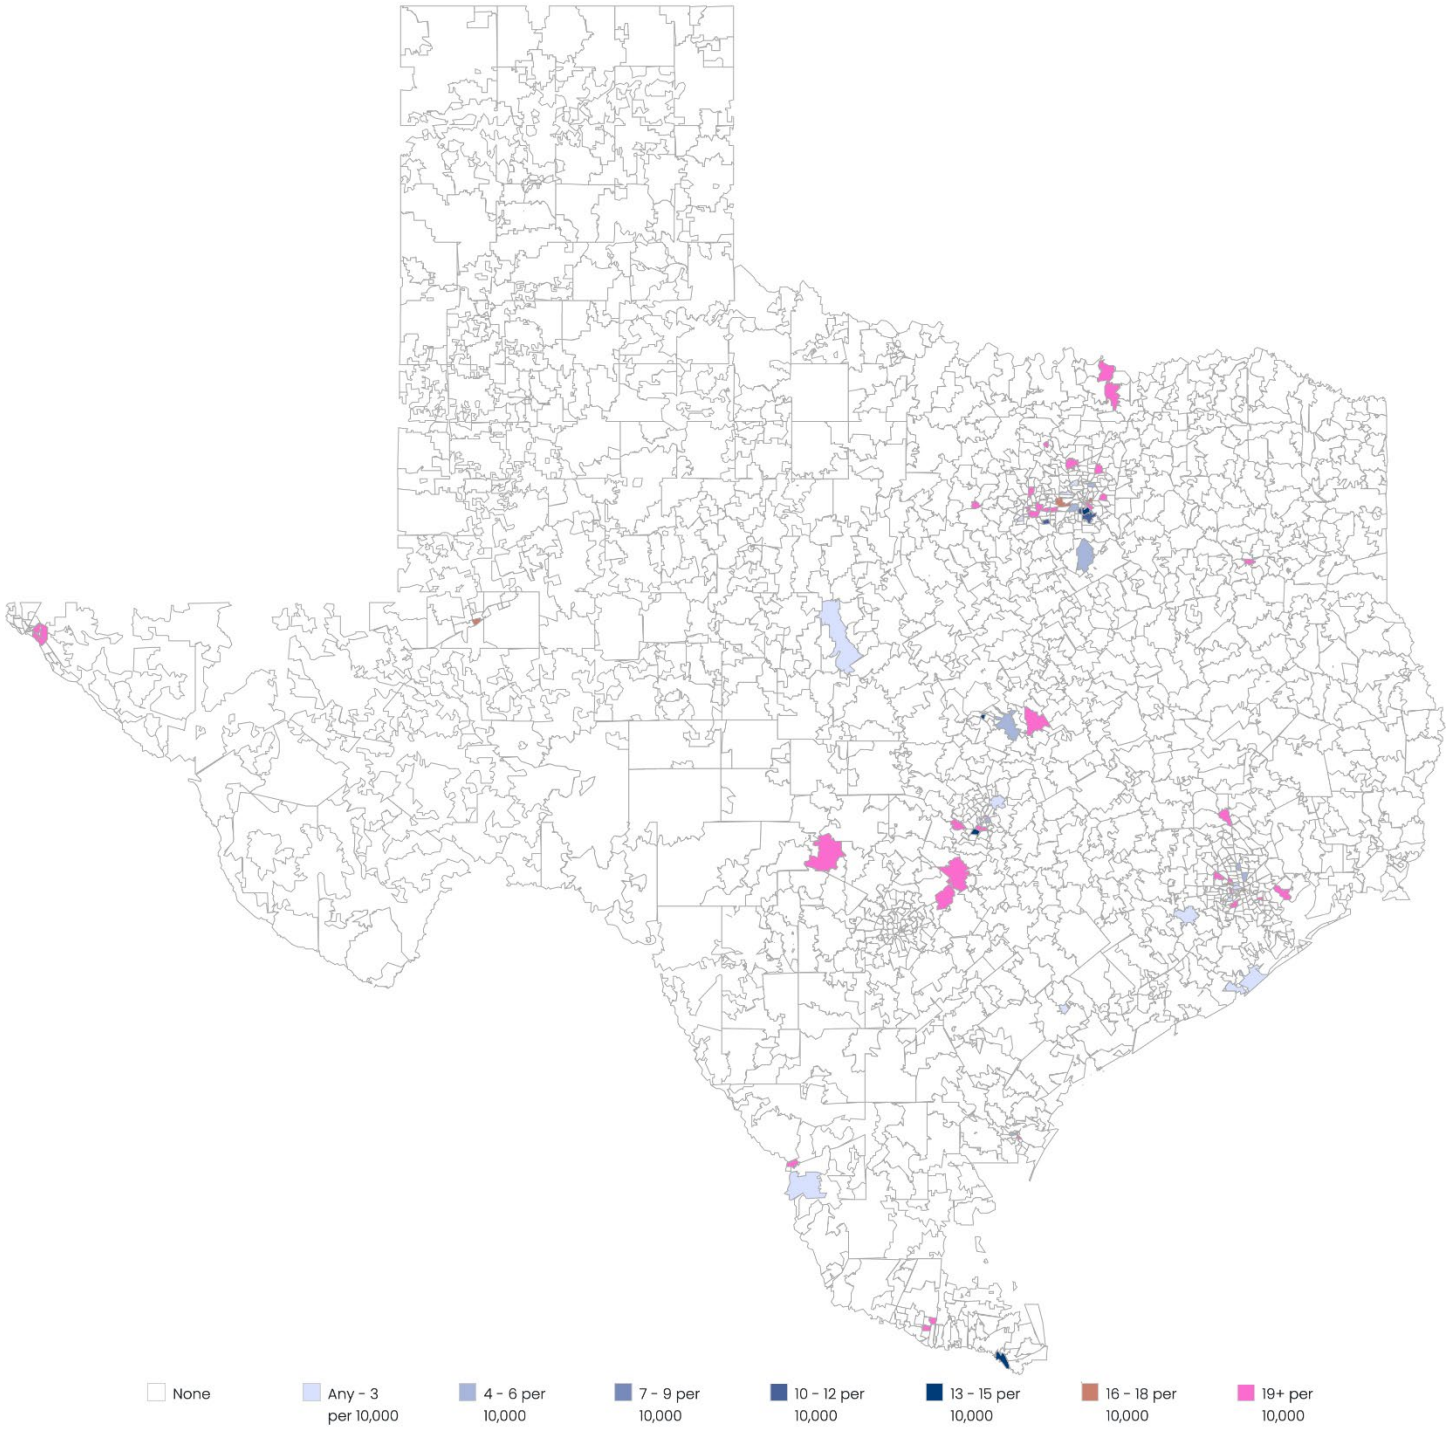 None
Any - 3
per 10,000
4 - 6 per
10,000
7 - 9 per
10,000
10 - 12 per
10,000
13 - 15 per
10,000
16 - 18 per
10,000
19+ per
10,000